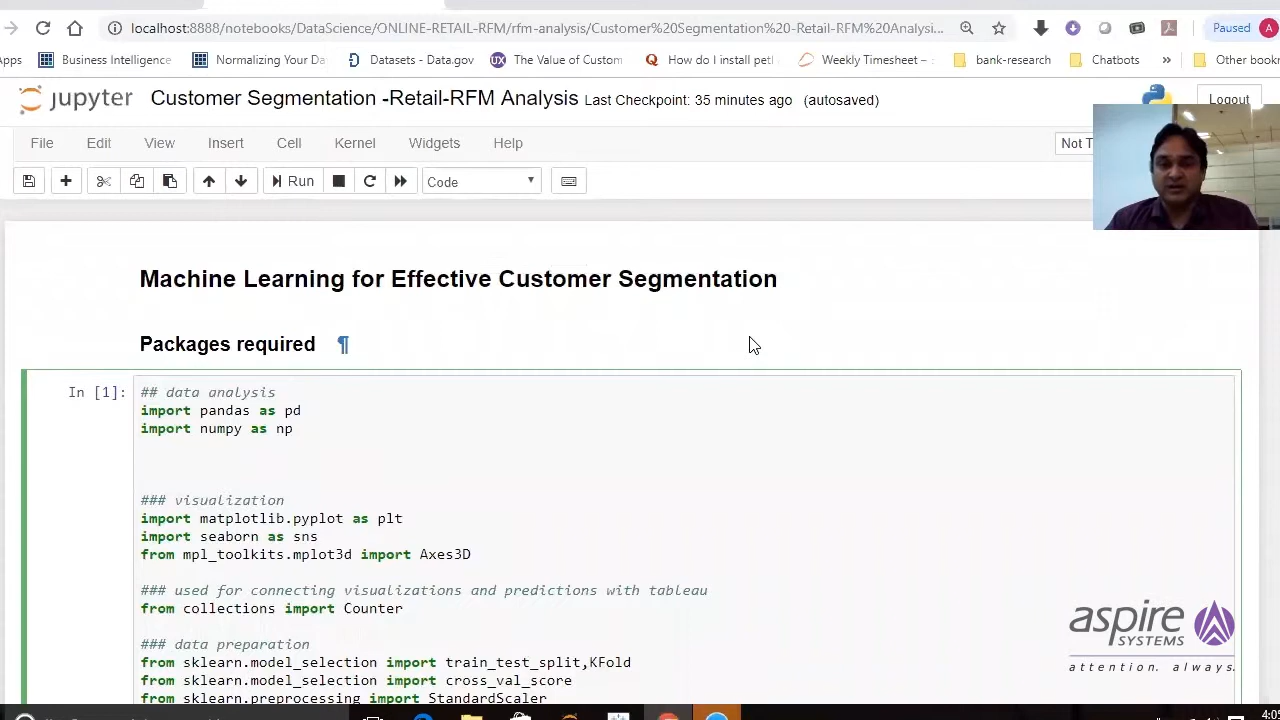 localhost:8888/notebooks/DataScience/ONLINE-RETAIL-RFM/rfm-analysis/Customer%20Segmentation%20-Retail-RFM%20Analysi...
Paused A
Apps Business Intelligence Normalizing Your Da Datasets - Data.gov UX The Value of Custom Q How do I install petl Weekly Timesheet - bank-research Chatbots » Other book
jupyter Customer Segmentation -Retail-RFM Analysis Last Checkpoint: 35 minutes ago (autosaved)
Logout
File Edit View Insert Cell Kernel Widgets Help Not T
Run Code
Machine Learning for Effective Customer Segmentation
Packages required ¶
In [1]: ## data analysis
import pandas as pd
import numpy as np
### visualization
import matplotlib.pyplot as plt
import seaborn as sns
from mpl_toolkits.mplot3d import Axes3D
### used for connecting visualizations and predictions with tableau
from collections import Counter
### data preparation
from sklearn.model_selection import train_test_split,KFold
from sklearn.model_selection import cross_val_score
from sklearn.preprocessing import StandardScaler
aspire
SYSTEMS
attention. always.